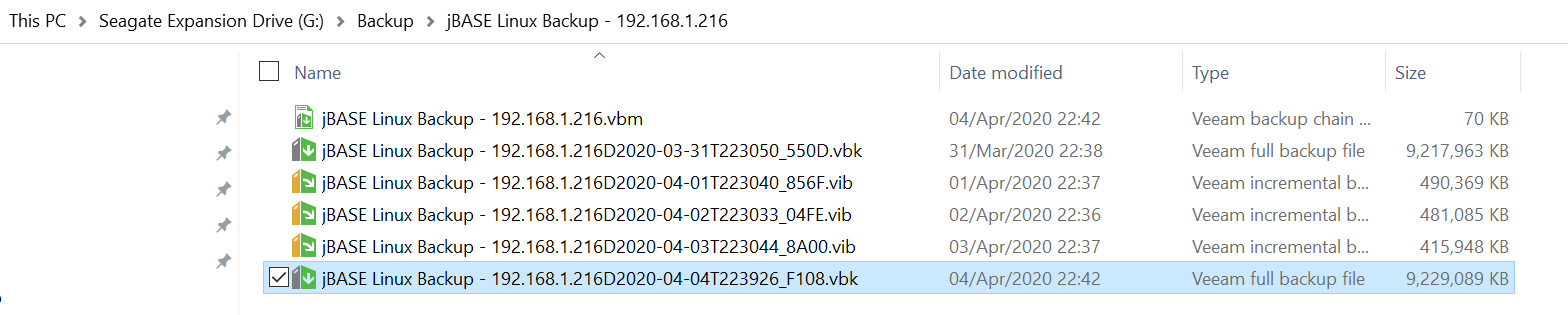 This PC > Seagate Expansion Drive (G:) > Backup > jBASE Linux Backup - 192.168.1.216
Name Date modified Type Size
jBASE Linux Backup - 192.168.1.216.vbm 04/Apr/2020 22:42 Veeam backup chain ... 70 KB
jBASE Linux Backup - 192.168.1.216D2020-03-31T223050_550D.vbk 31/Mar/2020 22:38 Veeam full backup file 9,217,963 KB
jBASE Linux Backup - 192.168.1.216D2020-04-01T223040_856F.vib 01/Apr/2020 22:37 Veeam incremental b... 490,369 KB
jBASE Linux Backup - 192.168.1.216D2020-04-02T223033_04FE.vib 02/Apr/2020 22:36 Veeam incremental b... 481,085 KB
jBASE Linux Backup - 192.168.1.216D2020-04-03T223044_8A00.vib 03/Apr/2020 22:37 Veeam incremental b... 415,948 KB
jBASE Linux Backup - 192.168.1.216D2020-04-04T223926_F108.vbk 04/Apr/2020 22:42 Veeam full backup file 9,229,089 KB